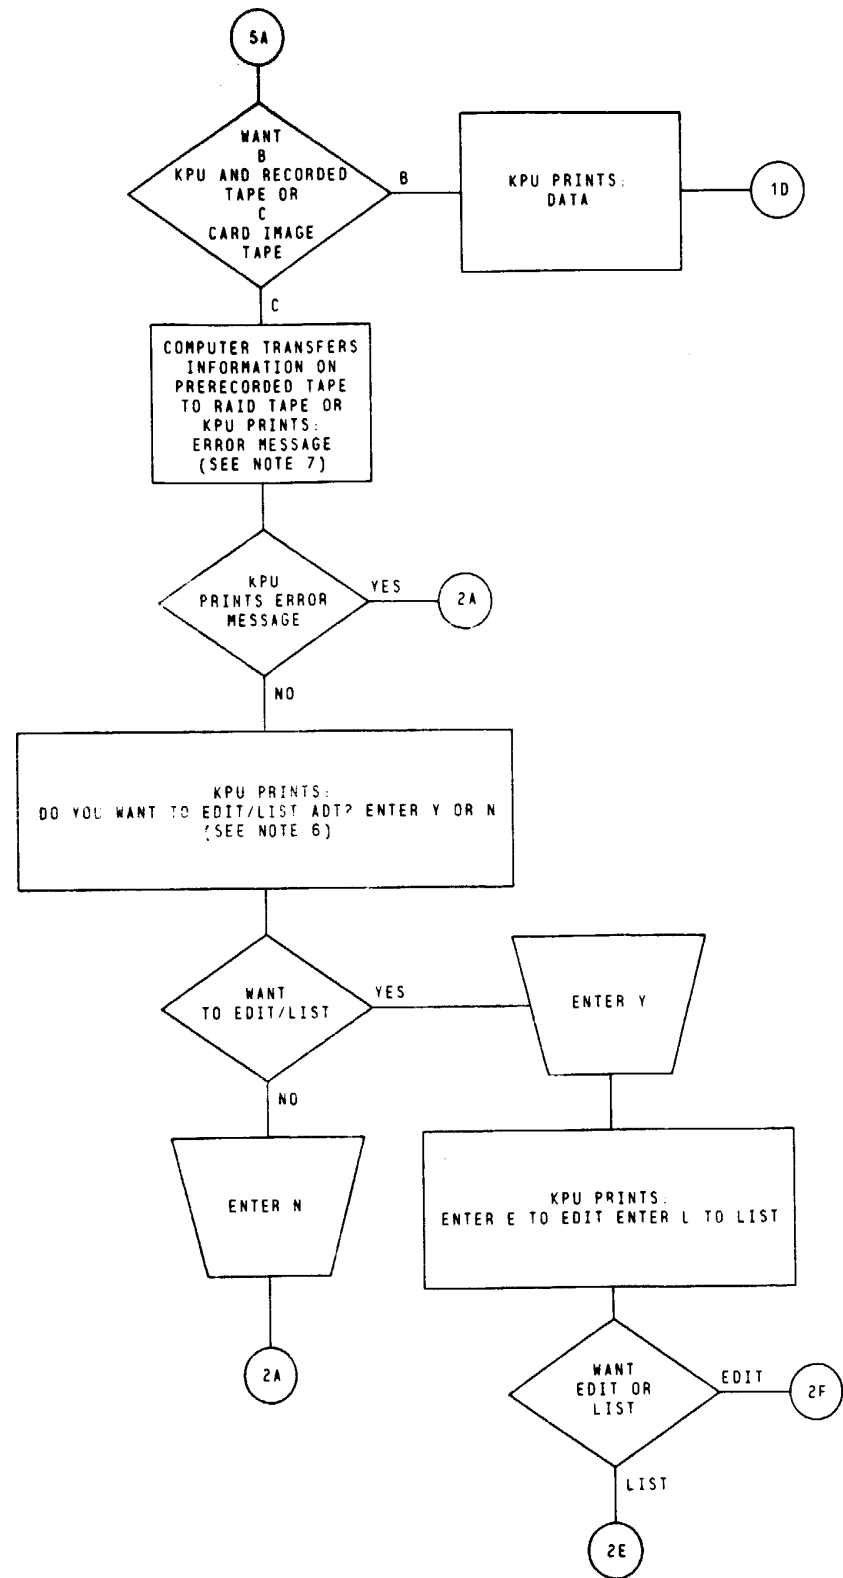 5A
WANT
B
KPU AND RECORDED
TAPE OR
C
CARD IMAGE
TAPE
B
KPU PRINTS:
DATA
1D
C
COMPUTER TRANSFERS
INFORMATION ON
PRERECORDED TAPE
TO RAID TAPE OR
KPU PRINTS:
ERROR MESSAGE
(SEE NOTE 7)
KPU
PRINTS ERROR
MESSAGE
YES
2A
NO
KPU PRINTS:
DO YOU WANT TO EDIT/LIST ADT? ENTER Y OR N
(SEE NOTE 6)
WANT
TO EDIT/LIST
YES
ENTER Y
NO
ENTER N
2A
KPU PRINTS:
ENTER E TO EDIT ENTER L TO LIST
WANT
EDIT OR
LIST
EDIT
2F
LIST
2E